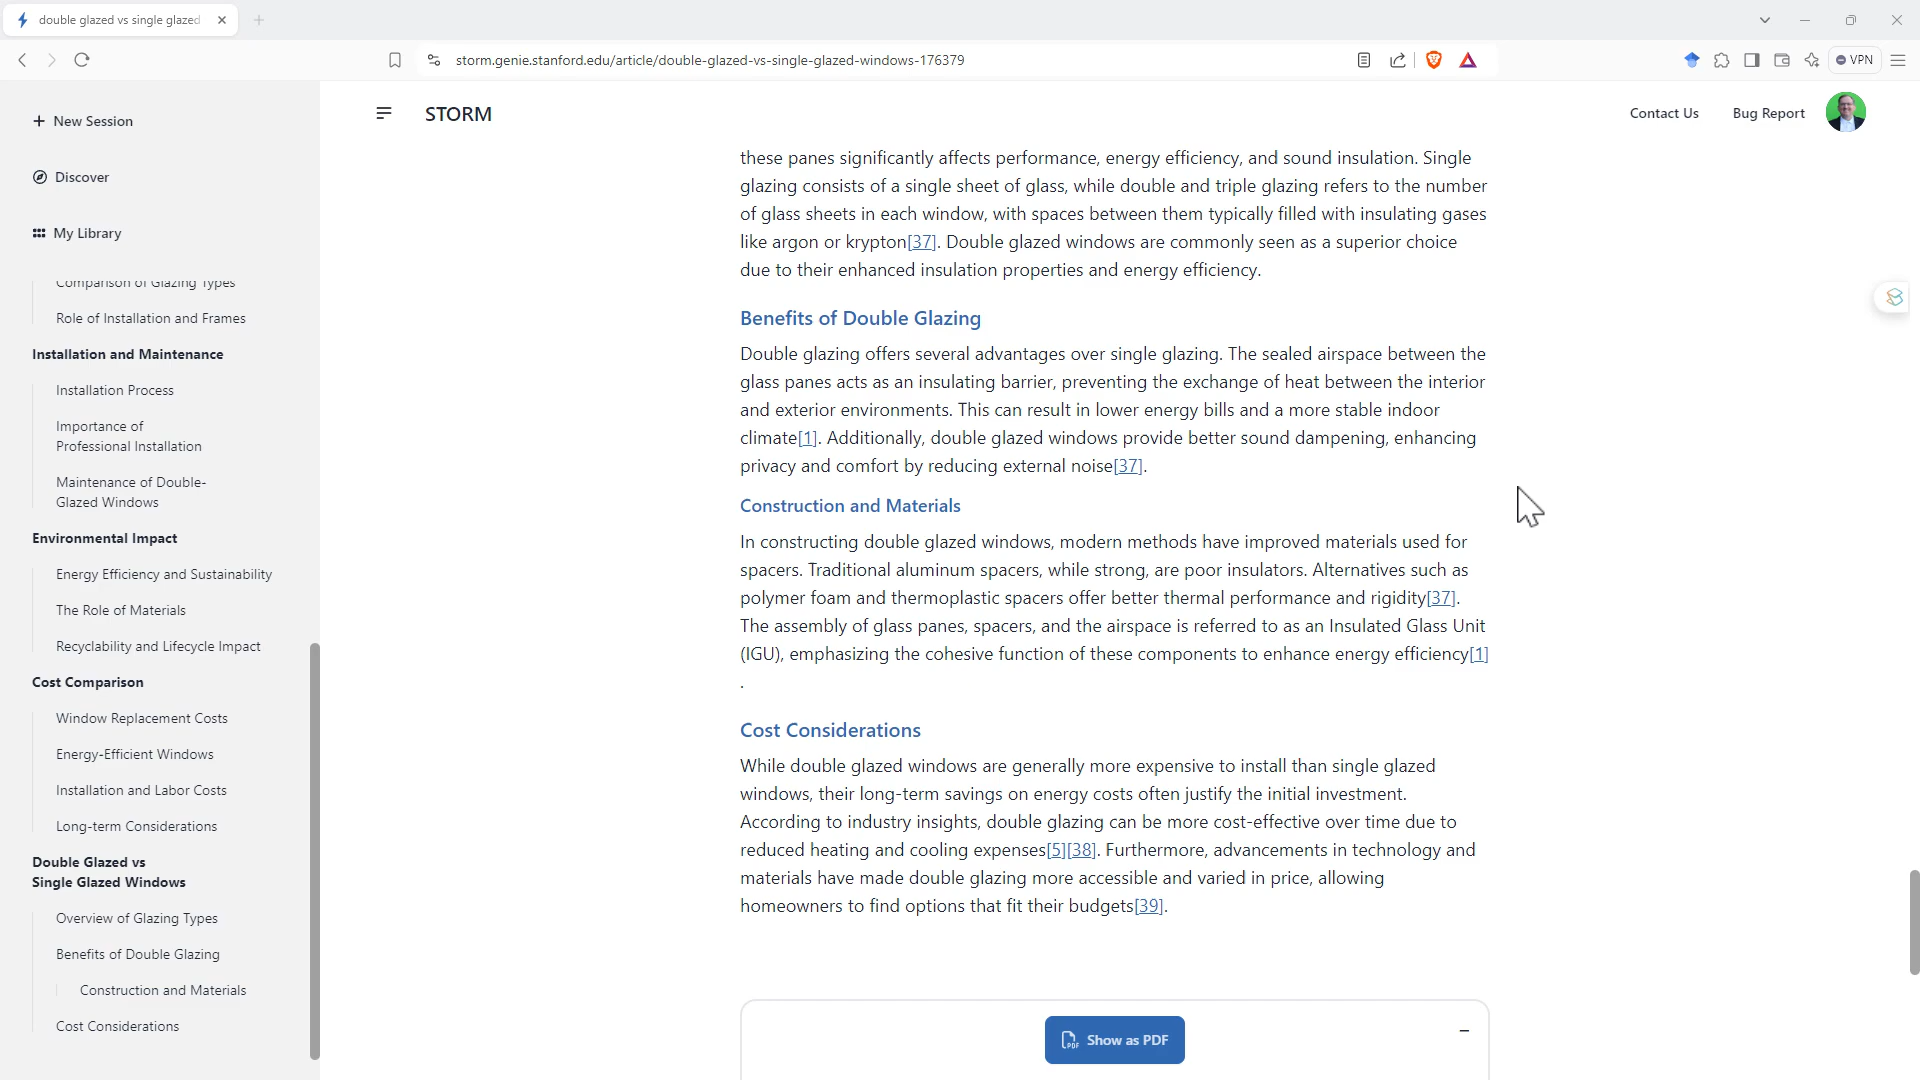 double glazed vs single glazed
storm.genie.stanford.edu/article/double-glazed-vs-single-glazed-windows-176379
VPN
New Session
Discover
My Library
Comparison of Glazing Types
Role of Installation and Frames
Installation and Maintenance
Installation Process
Importance of
Professional Installation
Maintenance of Double-
Glazed Windows
Environmental Impact
Energy Efficiency and Sustainability
The Role of Materials
Recyclability and Lifecycle Impact
Cost Comparison
Window Replacement Costs
Energy-Efficient Windows
Installation and Labor Costs
Long-term Considerations
Double Glazed vs
Single Glazed Windows
Overview of Glazing Types
Benefits of Double Glazing
Construction and Materials
Cost Considerations
STORM
Contact Us
Bug Report
these panes significantly affects performance, energy efficiency, and sound insulation. Single
glazing consists of a single sheet of glass, while double and triple glazing refers to the number
of glass sheets in each window, with spaces between them typically filled with insulating gases
like argon or krypton[37]. Double glazed windows are commonly seen as a superior choice
due to their enhanced insulation properties and energy efficiency.
Benefits of Double Glazing
Double glazing offers several advantages over single glazing. The sealed airspace between the
glass panes acts as an insulating barrier, preventing the exchange of heat between the interior
and exterior environments. This can result in lower energy bills and a more stable indoor
climate[1]. Additionally, double glazed windows provide better sound dampening, enhancing
privacy and comfort by reducing external noise[37].
Construction and Materials
In constructing double glazed windows, modern methods have improved materials used for
spacers. Traditional aluminum spacers, while strong, are poor insulators. Alternatives such as
polymer foam and thermoplastic spacers offer better thermal performance and rigidity[37].
The assembly of glass panes, spacers, and the airspace is referred to as an Insulated Glass Unit
(IGU), emphasizing the cohesive function of these components to enhance energy efficiency[1]
.
Cost Considerations
While double glazed windows are generally more expensive to install than single glazed
windows, their long-term savings on energy costs often justify the initial investment.
According to industry insights, double glazing can be more cost-effective over time due to
reduced heating and cooling expenses[5][38]. Furthermore, advancements in technology and
materials have made double glazing more accessible and varied in price, allowing
homeowners to find options that fit their budgets[39].
PDF Show as PDF